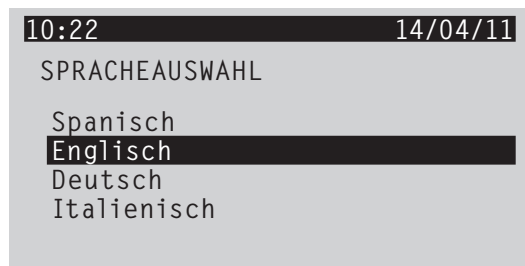 10:22 14/04/11
SPRACHEAUSWAHL
Spanisch
Englisch
Deutsch
Italienisch